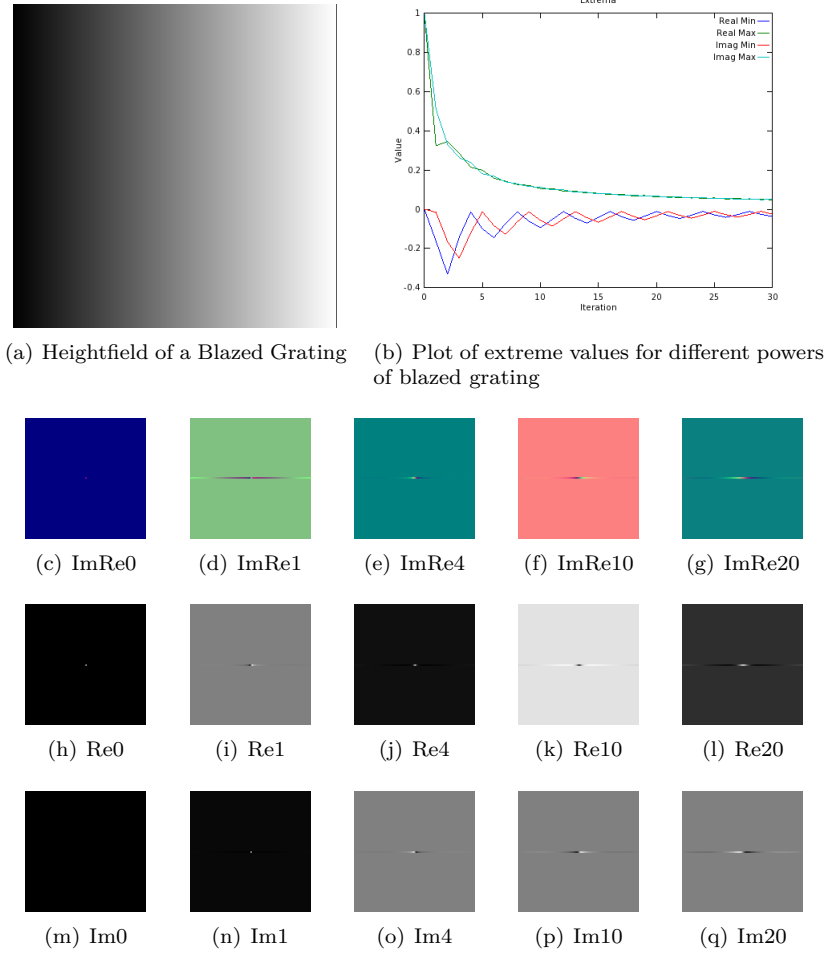 Extrema
Real Min
Real Max
Imag Min
Imag Max
1
0.8
0.6
0.4
0.2
0
-0.2
-0.4
Value
0 5 10 15 20 25 30
Iteration
(a) Heightfield of a Blazed Grating
(b) Plot of extreme values for different powers
of blazed grating
(c) ImRe0
(d) ImRe1
(e) ImRe4
(f) ImRe10
(g) ImRe20
(h) Re0
(i) Re1
(j) Re4
(k) Re10
(l) Re20
(m) Im0
(n) Im1
(o) Im4
(p) Im10
(q) Im20